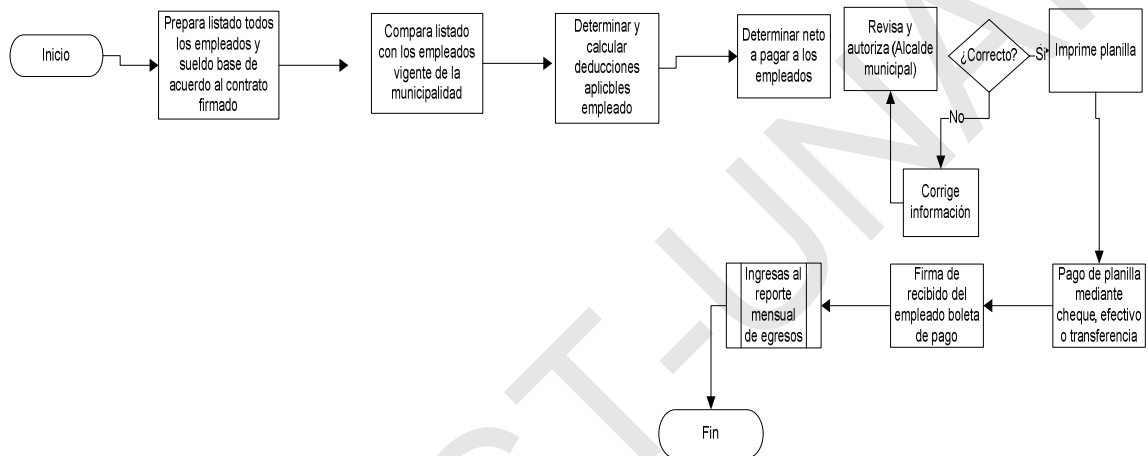 Inicio
Prepara listado todos
los empleados y
sueldo base de
acuerdo al contrato
firmado
Compara listado
con los empleados
vigente de la
municipalidad
Determinar y
calcular
deducciones
aplicbles
empleado
Determinar neto
a pagar a los
empleados
Revisa y
autoriza (Alcalde
municipal)
¿Correcto?
Si
Imprime planilla
No
Corrige
información
Pago de planilla
mediante
cheque, efectivo
o transferencia
Firma de
recibido del
empleado boleta
de pago
Ingresas al
reporte
mensual
de egresos
Fin